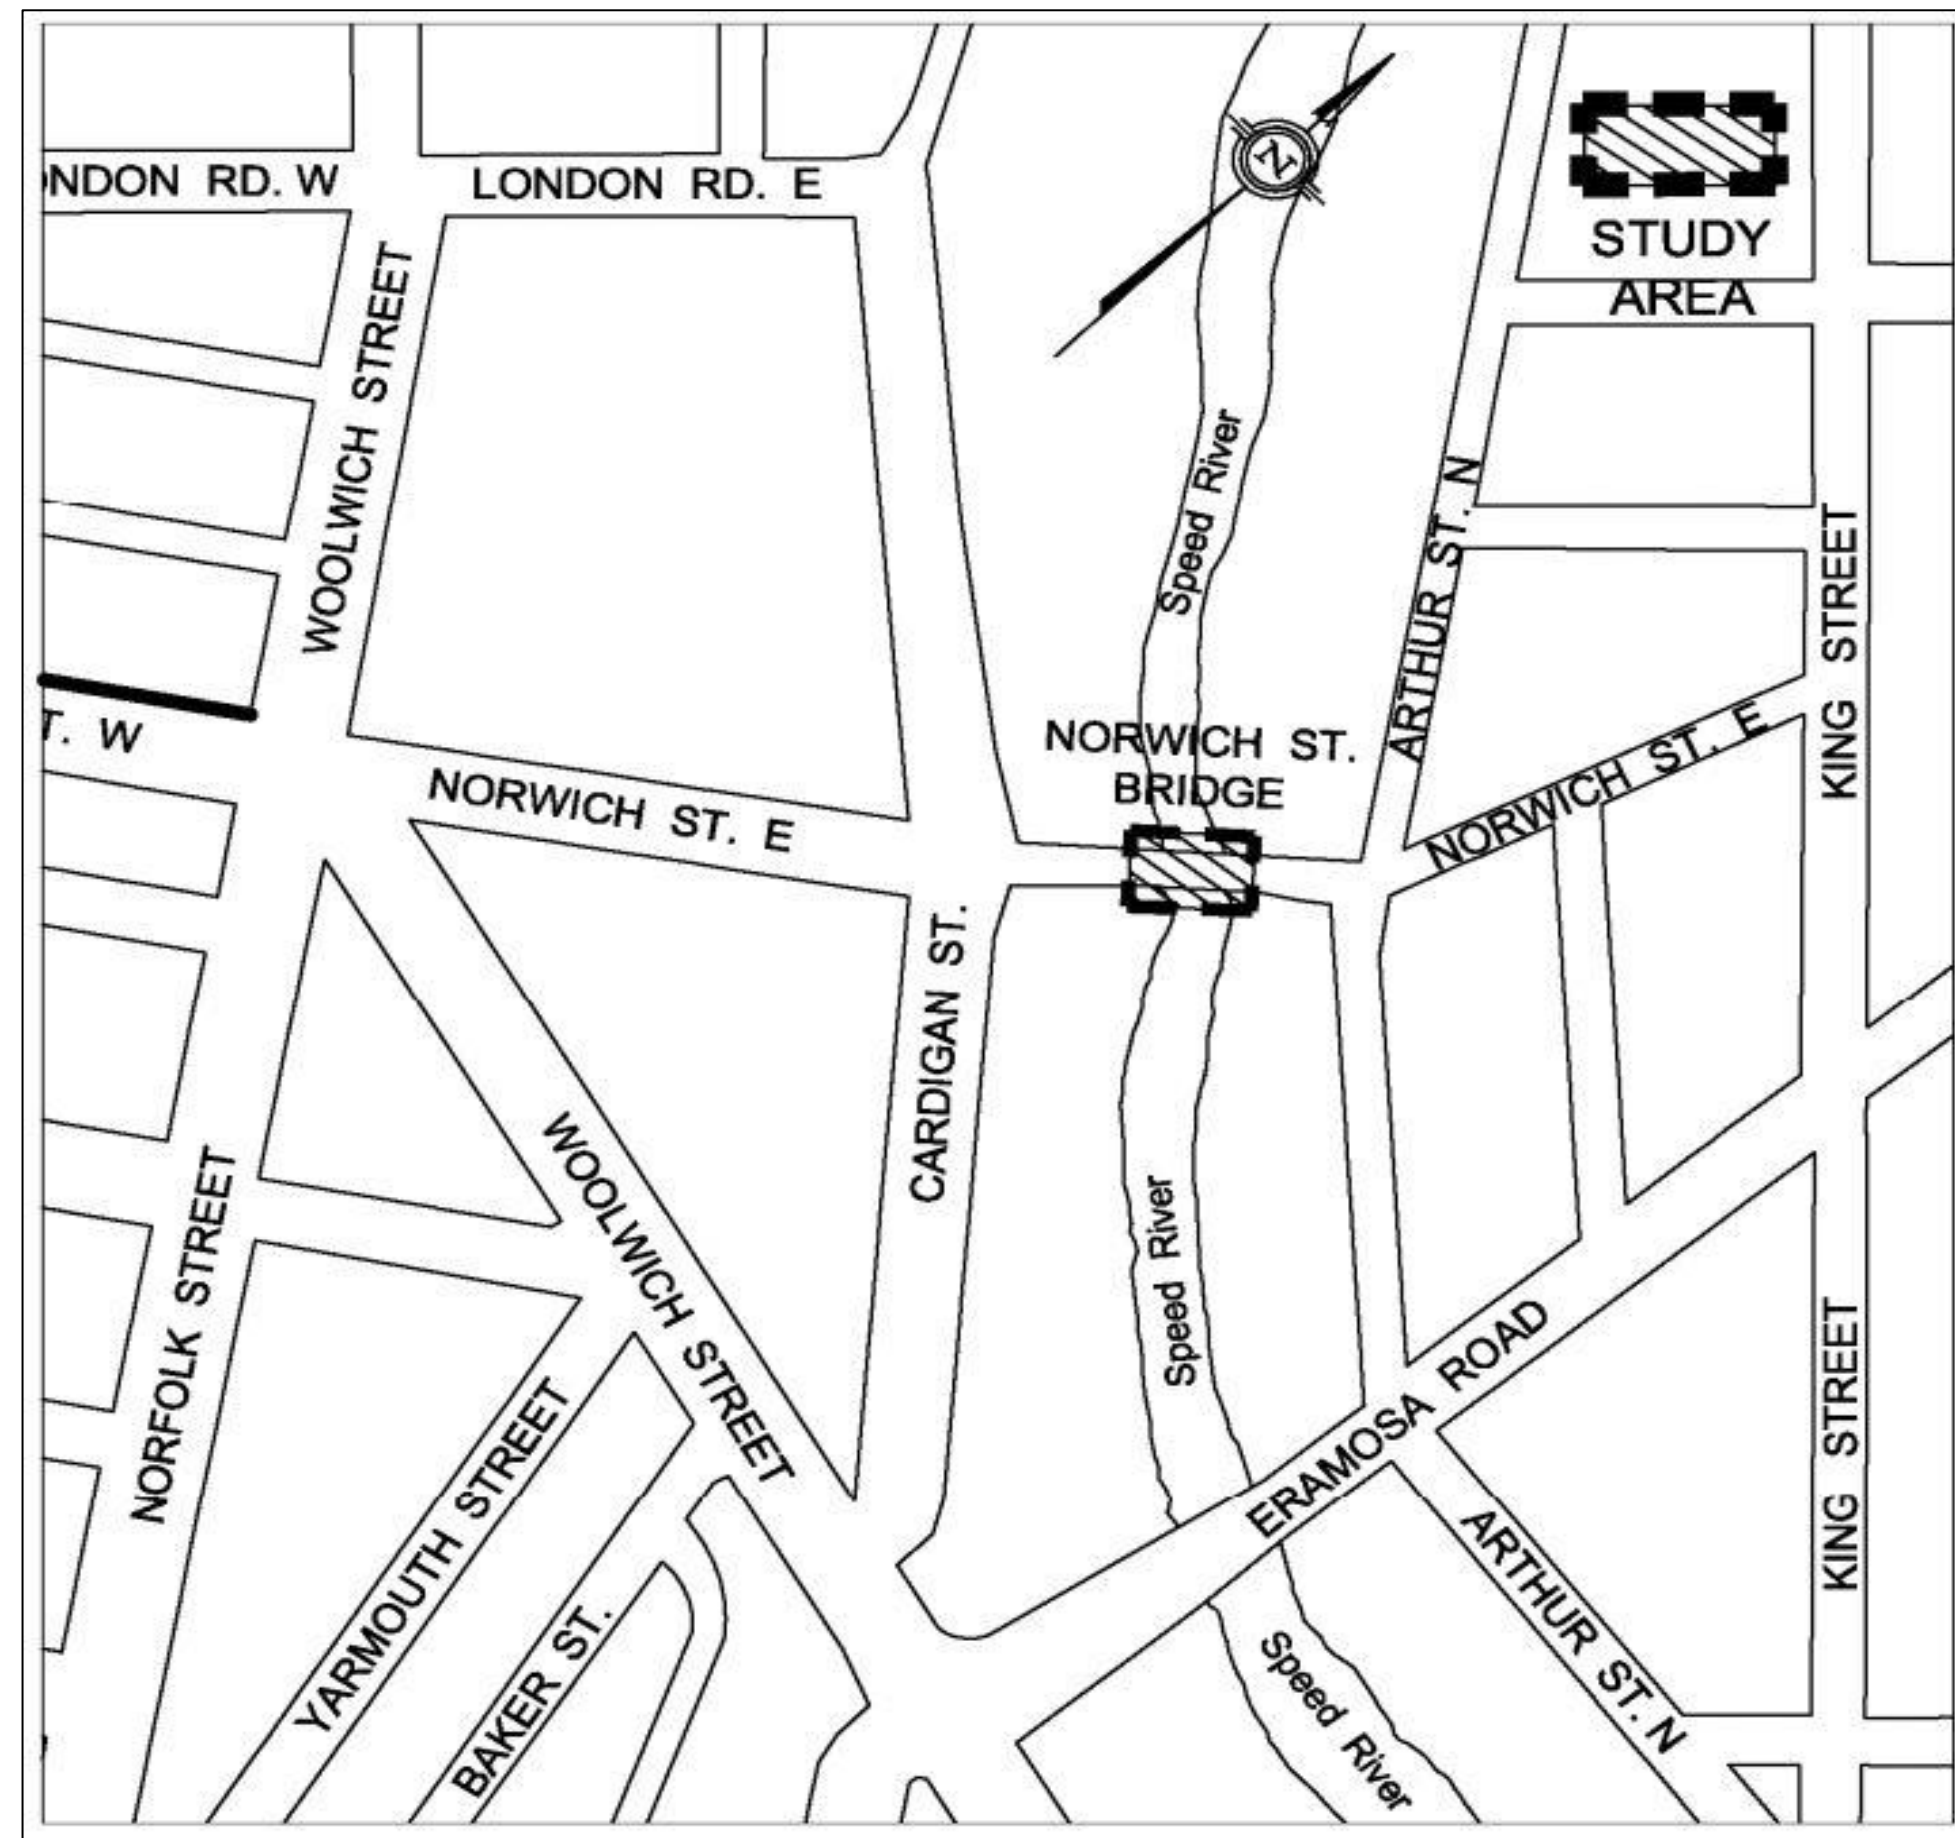 ONDON RD. W
LONDON RD. E
N
STUDY
AREA
WOOLWICH STREET
Speed River
ARTHUR ST. N
KING STREET
T. W
NORWICH ST. E
NORWICH ST.
BRIDGE
NORWICH ST. E
CARDIGAN ST.
WOOLWICH STREET
NORFOLK STREET
Speed River
ERAMOSA ROAD
KING STREET
YARMOUTH STREET
BAKER ST.
ARTHUR ST. N
Speed River